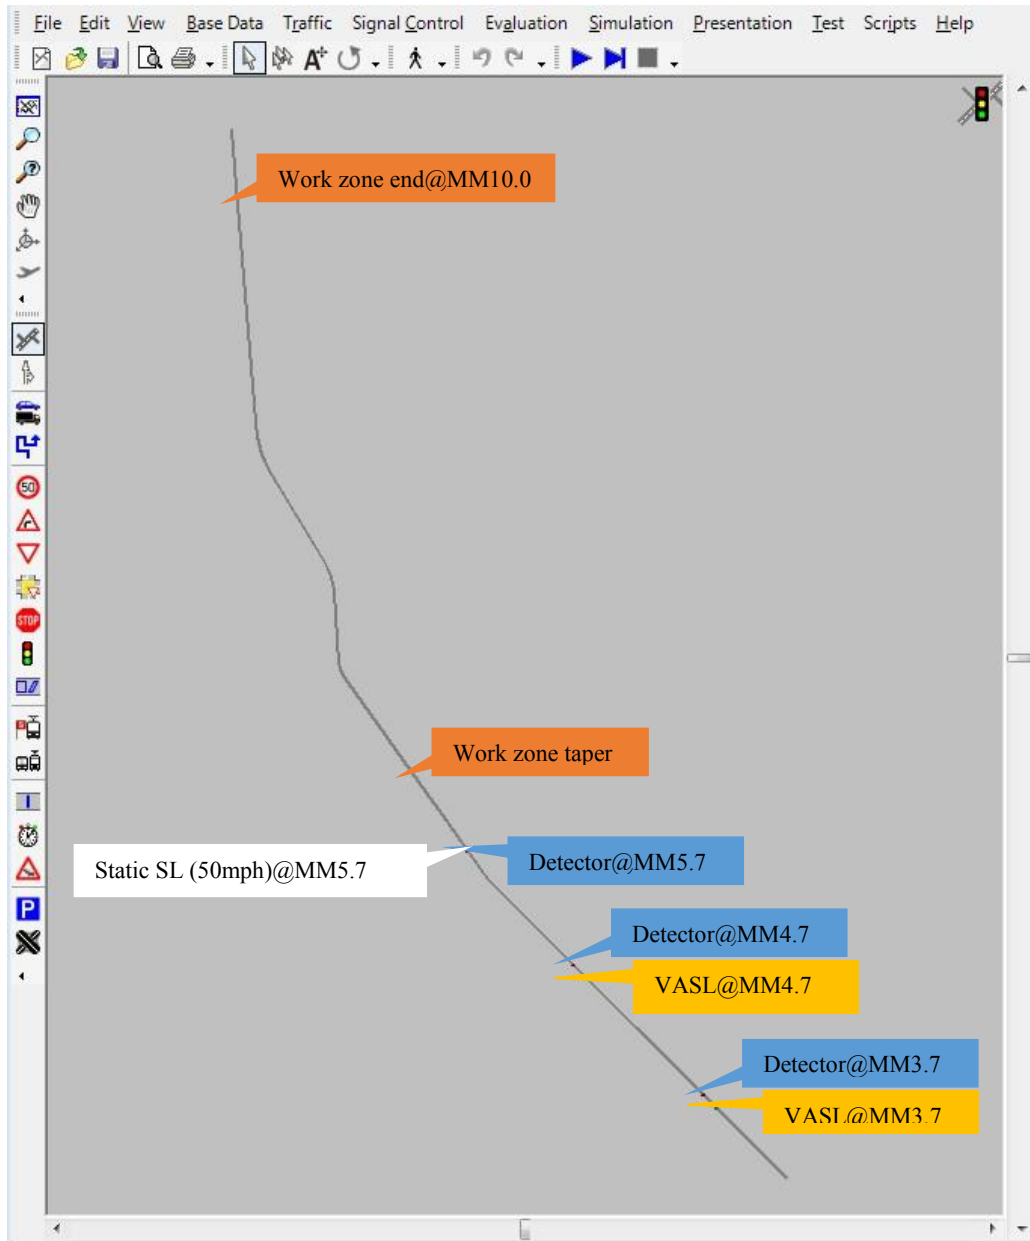 File Edit View Base Data Traffic Signal Control Evaluation Simulation Presentation Test Scripts Help
Work zone end@MM10.0
50
STOP
Work zone taper
Static SL (50mph)@MM5.7
Detector@MM5.7
P
Detector@MM4.7
VASL@MM4.7
Detector@MM3.7
VASL@MM3.7